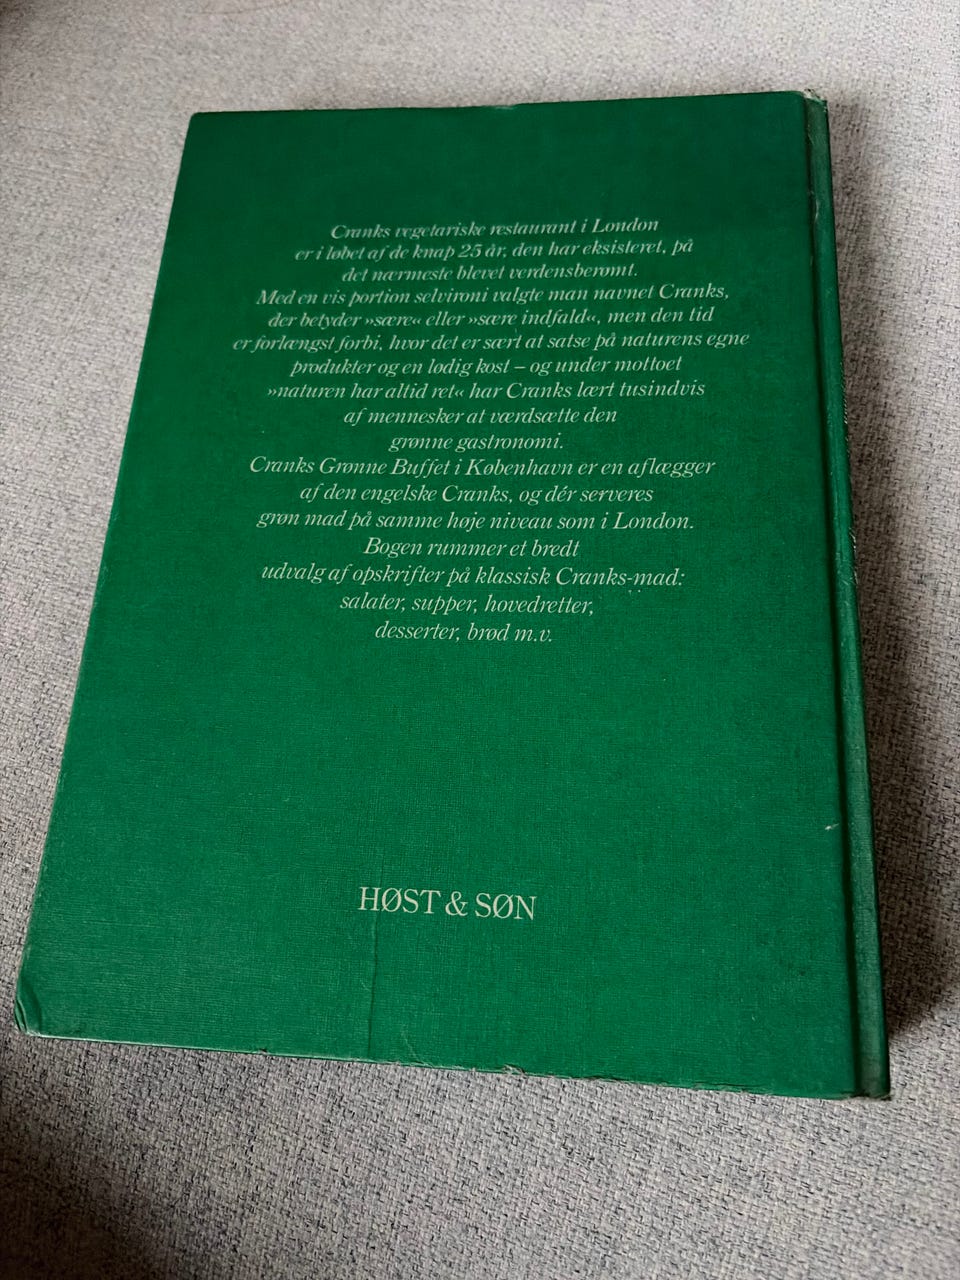 Cranks vegetariske restaurant i London
er i løbet af de knap 25 år, den har eksisteret, på
det nærmeste blevet verdensberømt.
Med en vis portion selvironi valgte man navnet Cranks,
der betyder »sære« eller »sære indfald«, men den tid
er forlængst forbi, hvor det er sært at satse på naturens egne
produkter og en lødig kost – og under mottoet
»naturen har altid ret« har Cranks lært tusindvis
af mennesker at værdsætte den
grønne gastronomi.
Cranks Grønne Buffet i København er en aflægger
af den engelske Cranks, og dér serveres
grøn mad på samme høje niveau som i London.
Bogen rummer et bredt
udvalg af opskrifter på klassisk Cranks-mad:
salater, supper, hovedretter,
desserter, brød m.v.
HØST & SØN